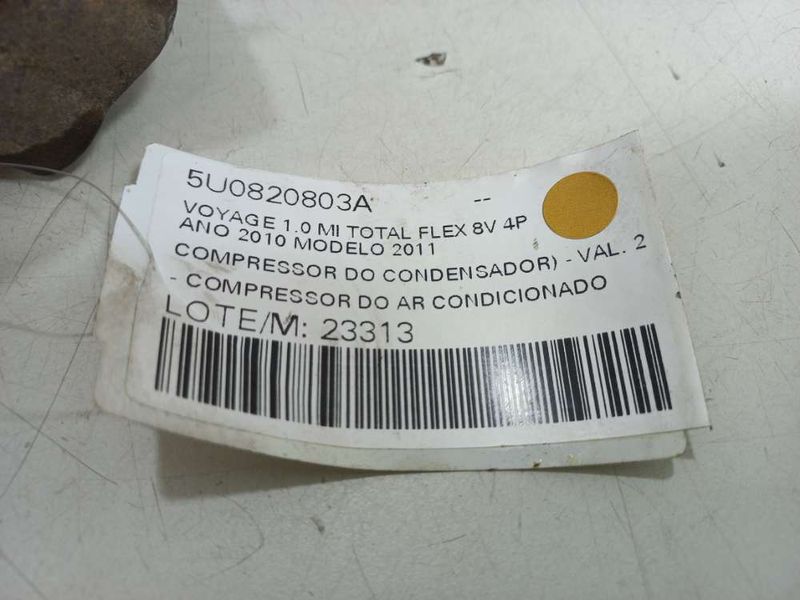 5U0820803A --
VOYAGE 1.0 MI TOTAL FLEX 8V 4P
ANO 2010 MODELO 2011
COMPRESSOR DO CONDENSADOR) - VAL. 2
- COMPRESSOR DO AR CONDICIONADO
LOTE/M: 23313